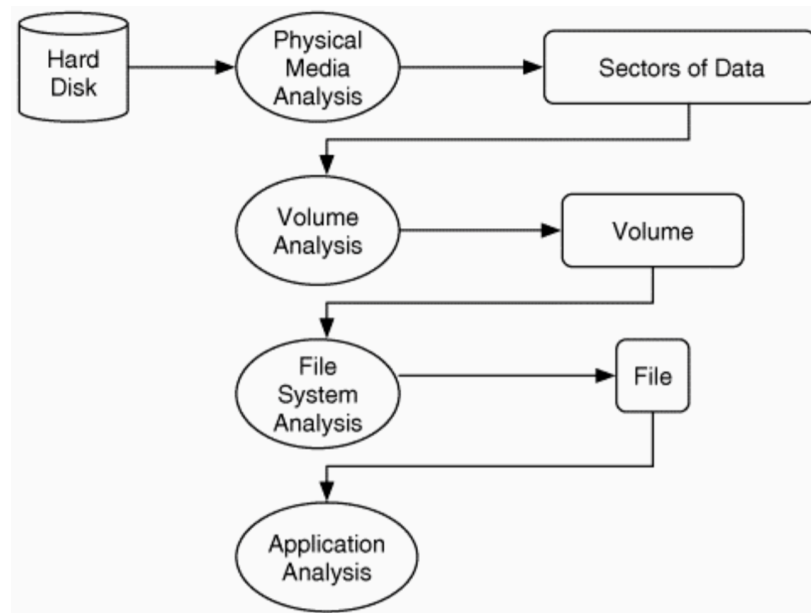 Hard
Disk
Physical
Media
Analysis
Sectors of Data
Volume
Analysis
Volume
File
System
Analysis
File
Application
Analysis